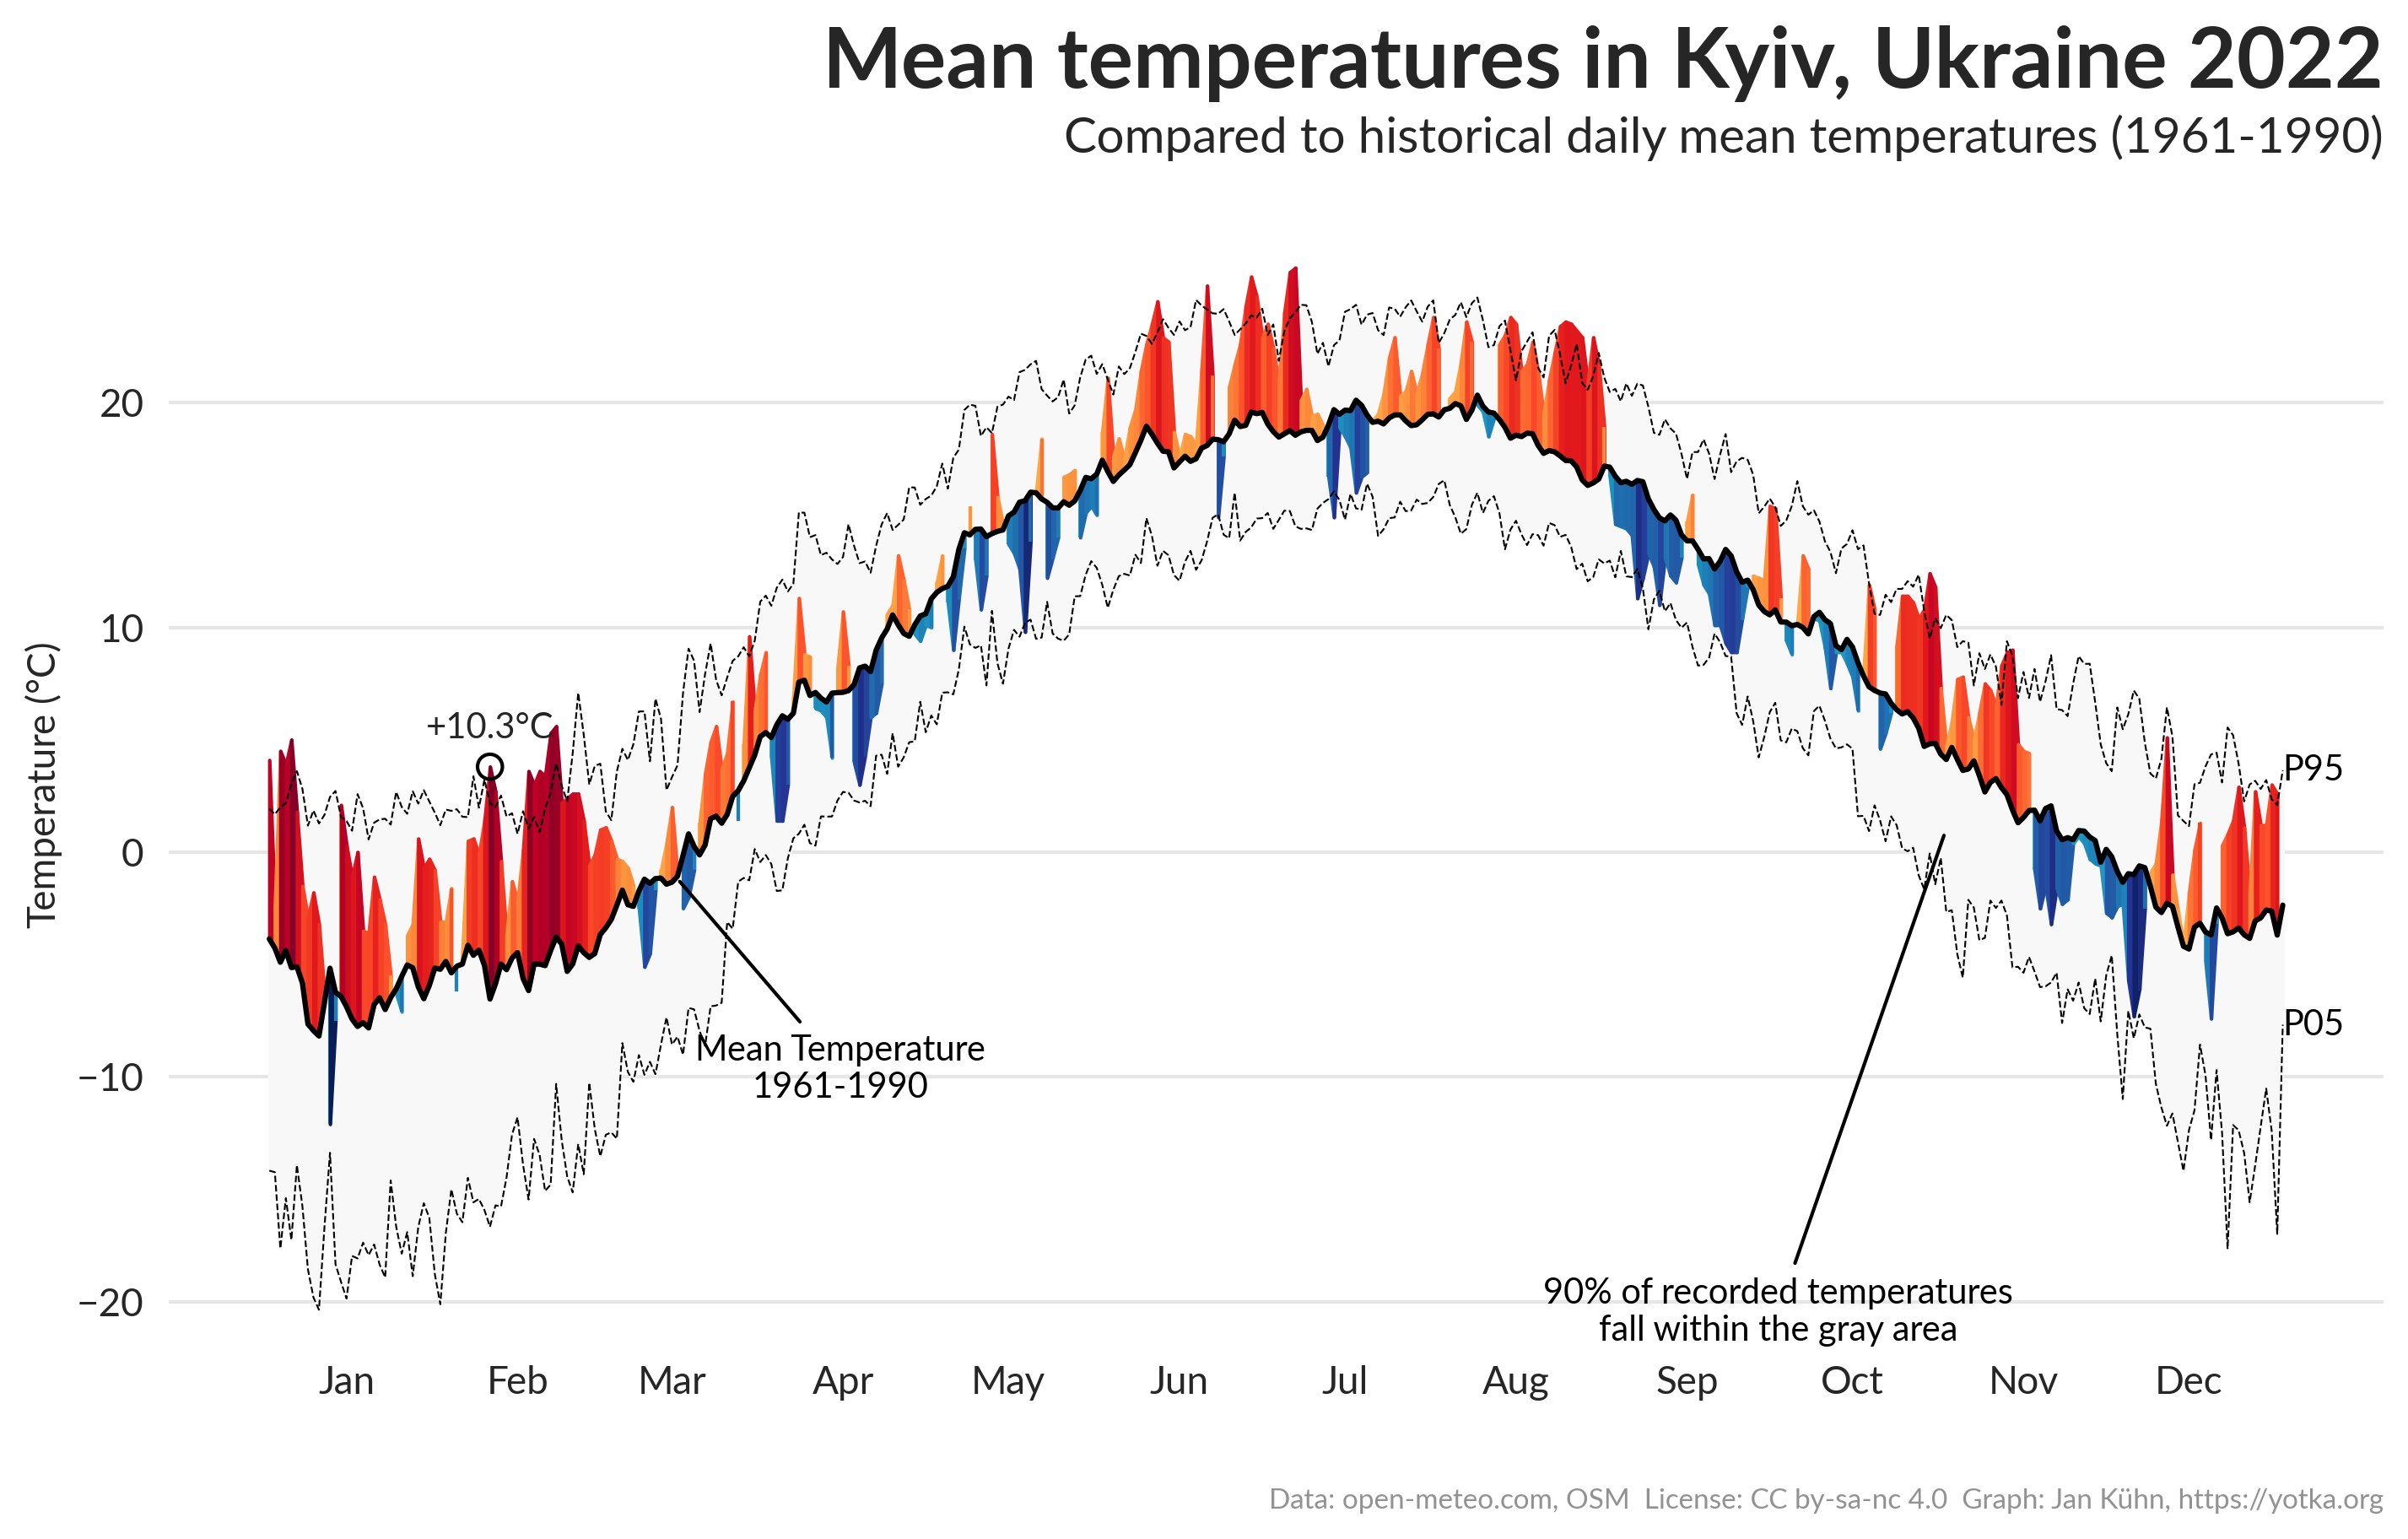 Mean temperatures in Kyiv, Ukraine 2022
Compared to historical daily mean temperatures (1961-1990)
Temperature (°C)
20
10
0
−10
−20
+10.3°C
Mean Temperature
1961-1990
P95
P05
90% of recorded temperatures
fall within the gray area
Jan Feb Mar Apr May Jun Jul Aug Sep Oct Nov Dec
Data: open-meteo.com, OSM  License: CC by-sa-nc 4.0  Graph: Jan Kühn, https://yotka.org